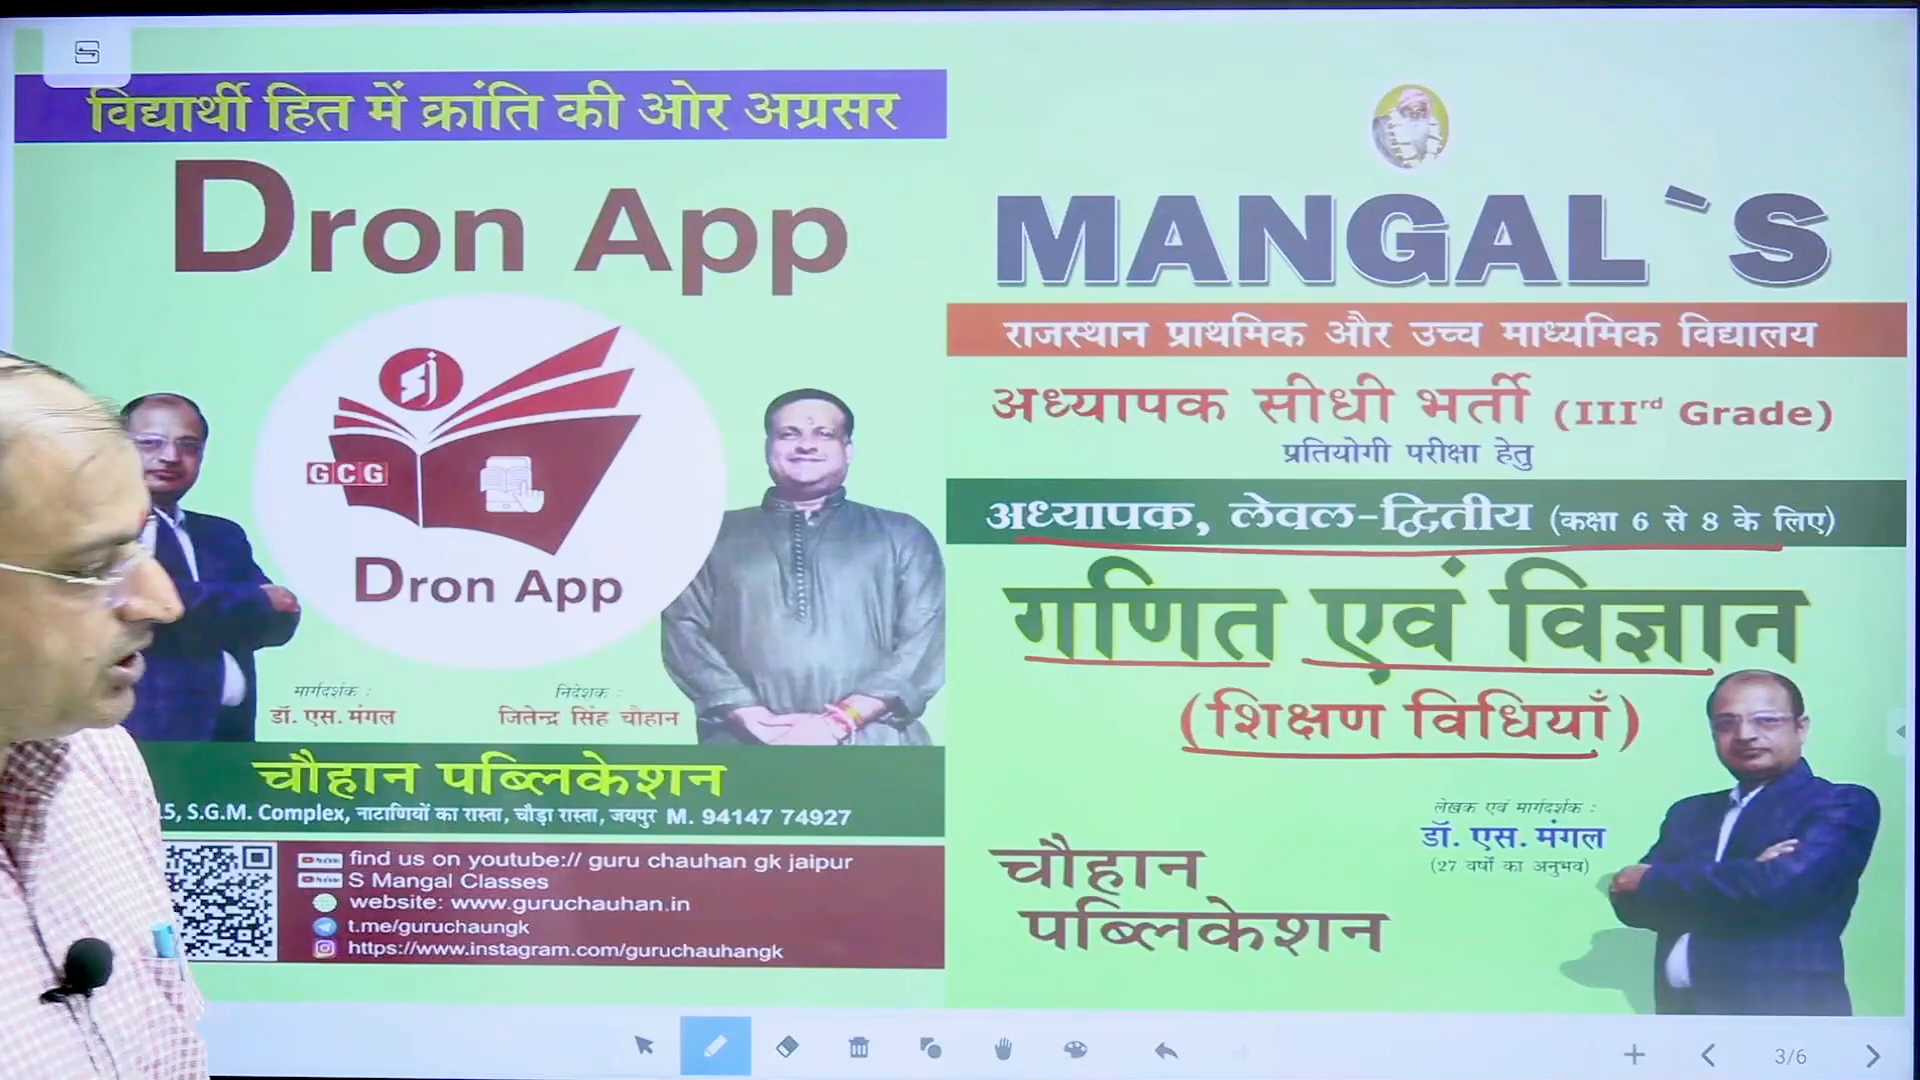 विद्यार्थी हित में क्रांति की ओर अग्रसर
Dron App
sj
GCG
Dron App
मार्गदर्शक :
डॉ. एस. मंगल
निदेशक :
जितेन्द्र सिंह चौहान
चौहान पब्लिकेशन
15, S.G.M. Complex, नाटाणियों का रास्ता, चौड़ा रास्ता, जयपुर M. 94147 74927
find us on youtube:// guru chauhan gk jaipur
S Mangal Classes
website: www.guruchauhan.in
t.me/guruchaungk
https://www.instagram.com/guruchauhangk
MANGAL`S
राजस्थान प्राथमिक और उच्च माध्यमिक विद्यालय
अध्यापक सीधी भर्ती (IIIrd Grade)
प्रतियोगी परीक्षा हेतु
अध्यापक, लेवल-द्वितीय (कक्षा 6 से 8 के लिए)
गणित एवं विज्ञान
(शिक्षण विधियाँ)
लेखक एवं मार्गदर्शक :
डॉ. एस. मंगल
(27 वर्षों का अनुभव)
चौहान
पब्लिकेशन
3/6